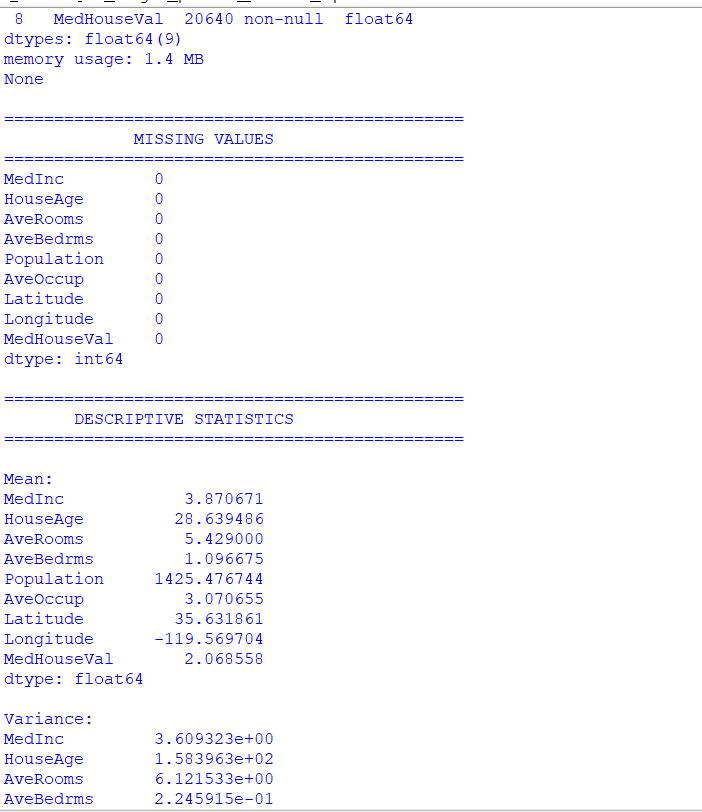 8   MedHouseVal  20640 non-null  float64
dtypes: float64(9)
memory usage: 1.4 MB
None
==============================================
MISSING VALUES
==============================================
MedInc         0
HouseAge       0
AveRooms       0
AveBedrms      0
Population     0
AveOccup       0
Latitude       0
Longitude      0
MedHouseVal    0
dtype: int64
==============================================
DESCRIPTIVE STATISTICS
==============================================
Mean:
MedInc            3.870671
HouseAge         28.639486
AveRooms          5.429000
AveBedrms         1.096675
Population     1425.476744
AveOccup          3.070655
Latitude         35.631861
Longitude      -119.569704
MedHouseVal       2.068558
dtype: float64
Variance:
MedInc         3.609323e+00
HouseAge       1.583963e+02
AveRooms       6.121533e+00
AveBedrms      2.245915e-01